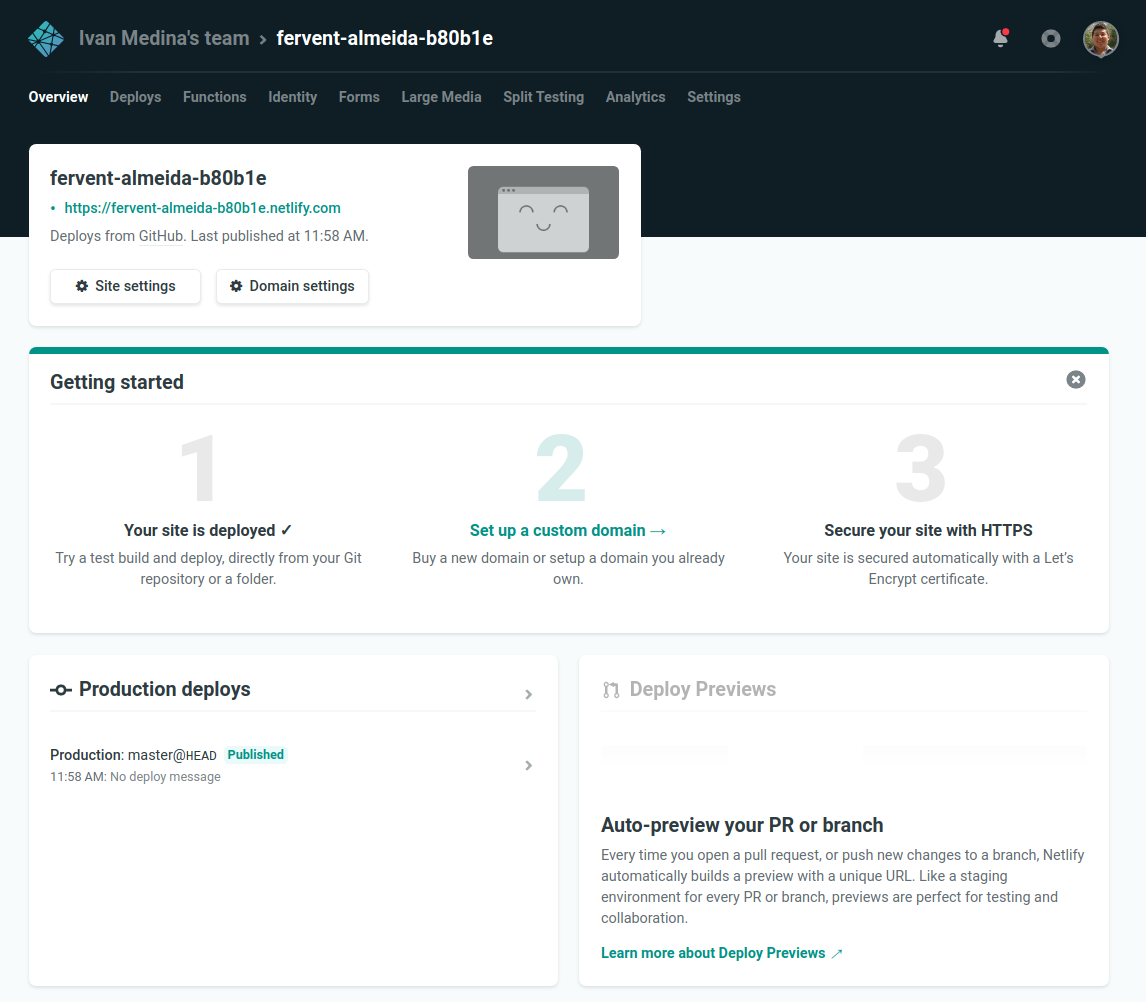 Ivan Medina's team › fervent-almeida-b80b1e
Overview Deploys Functions Identity Forms Large Media Split Testing Analytics Settings
fervent-almeida-b80b1e
• https://fervent-almeida-b80b1e.netlify.com
Deploys from GitHub. Last published at 11:58 AM.
Site settings Domain settings
Getting started
1
Your site is deployed ✓
Try a test build and deploy, directly from your Git
repository or a folder.
2
Set up a custom domain →
Buy a new domain or setup a domain you already
own.
3
Secure your site with HTTPS
Your site is secured automatically with a Let's
Encrypt certificate.
Production deploys
Production: master@HEAD Published
11:58 AM: No deploy message
Deploy Previews
Auto-preview your PR or branch
Every time you open a pull request, or push new changes to a branch, Netlify
automatically builds a preview with a unique URL. Like a staging
environment for every PR or branch, previews are perfect for testing and
collaboration.
Learn more about Deploy Previews ↗